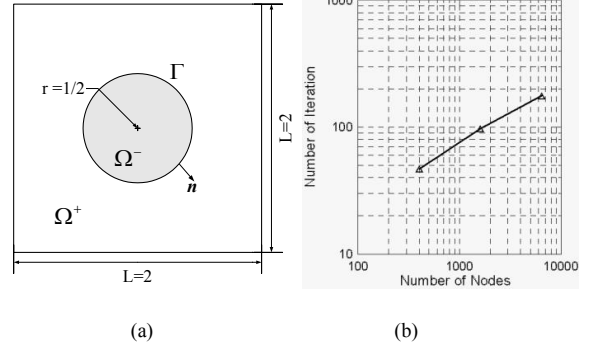 r =1/2
Γ
Ω⁻
n
Ω⁺
L=2
L=2
(a)
1000
100
10
Number of Iteration
100
1000
10000
Number of Nodes
(b)